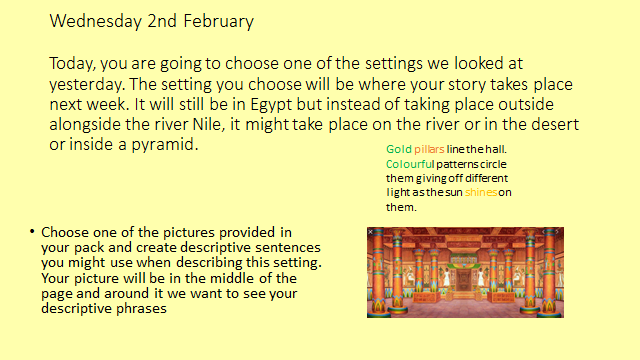 Wednesday 2nd February
Today, you are going to choose one of the settings we looked at
yesterday. The setting you choose will be where your story takes place
next week. It will still be in Egypt but instead of taking place outside
alongside the river Nile, it might take place on the river or in the desert
or inside a pyramid.
Gold pillars line the hall.
Colourful patterns circle
them giving off different
light as the sun shines on
them.
• Choose one of the pictures provided in
your pack and create descriptive sentences
you might use when describing this setting.
Your picture will be in the middle of the
page and around it we want to see your
descriptive phrases